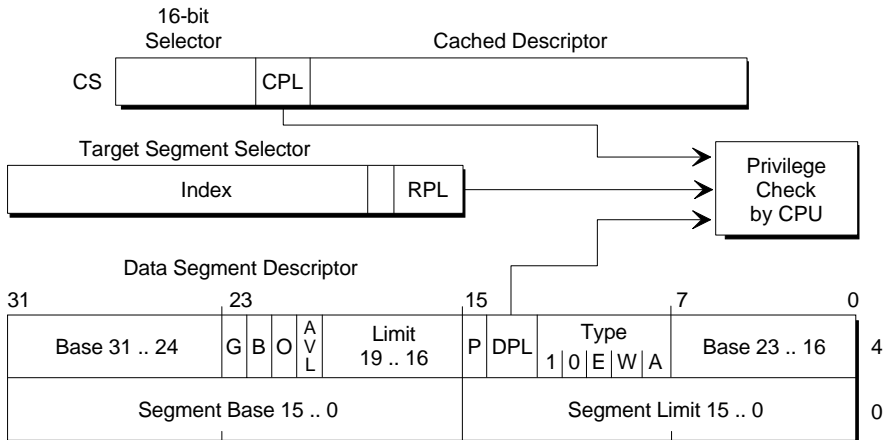 16-bit
Selector
Cached Descriptor
CS
CPL
Target Segment Selector
Index
RPL
Privilege
Check
by CPU
Data Segment Descriptor
31 23 15 7 0
Base 31 .. 24
G B O
A
V
L
Limit
19 .. 16
P DPL
Type
1 0 E W A
Base 23 .. 16
4
Segment Base 15 .. 0
Segment Limit 15 .. 0
0